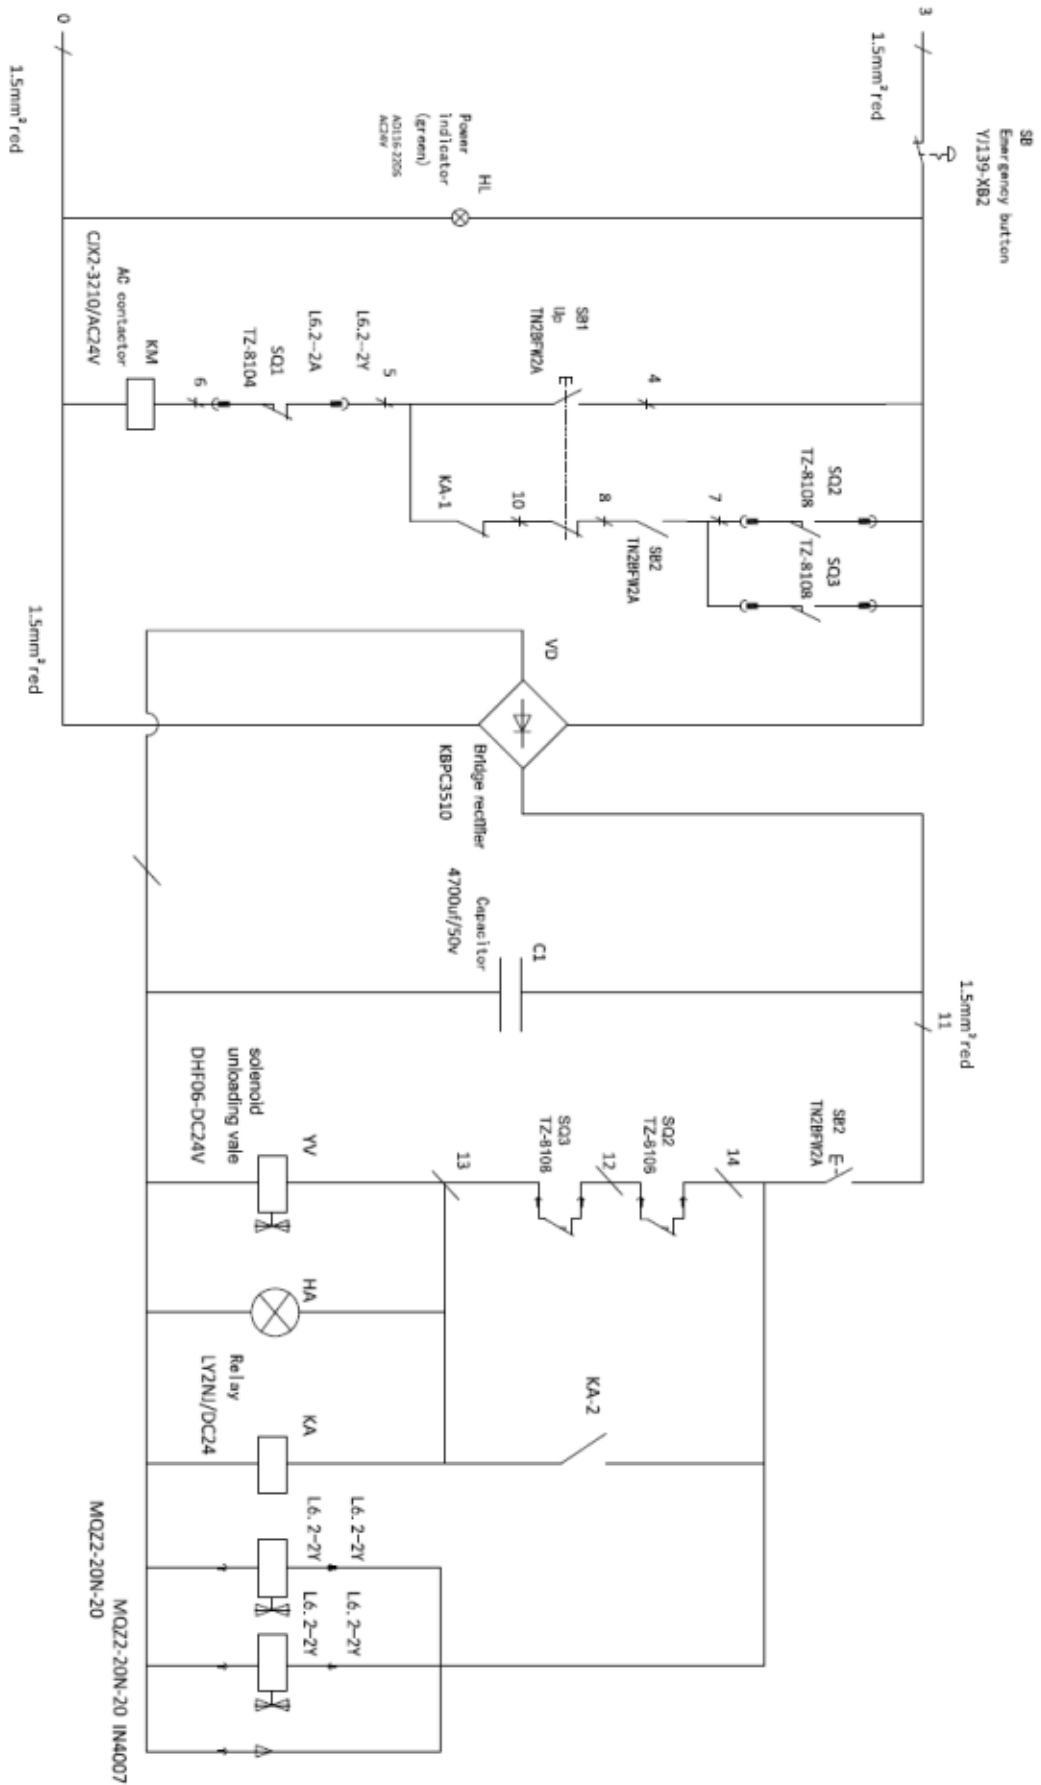 3
1.5mm²red
SB
Emergency button
YJ139-XB2
0
1.5mm²red
HL
Power
indicator
(green)
AD116-22DS
AC24V
4
SB1
Up
TN2BFW2A
5
L6.2--2Y
L6.2--2A
SQ1
TZ-8104
6
KM
AC contactor
CJX2-3210/AC24V
SQ2
TZ-8108
SQ3
TZ-8108
7
SB2
TN2BFW2A
8
10
KA-1
1.5mm²red
VD
Bridge rectifier
KBPC3510
C1
Capacitor
4700uf/50v
1.5mm²red
11
SB2
TN2BFW2A
14
SQ2
TZ-8108
12
SQ3
TZ-8108
13
YV
solenoid
unloading vale
DHF06-DC24V
HA
KA-2
KA
Relay
LY2NJ/DC24
L6.2-2Y
L6.2-2Y
L6.2-2Y
L6.2-2Y
MQZ2-20N-20 IN4007
MQZ2-20N-20